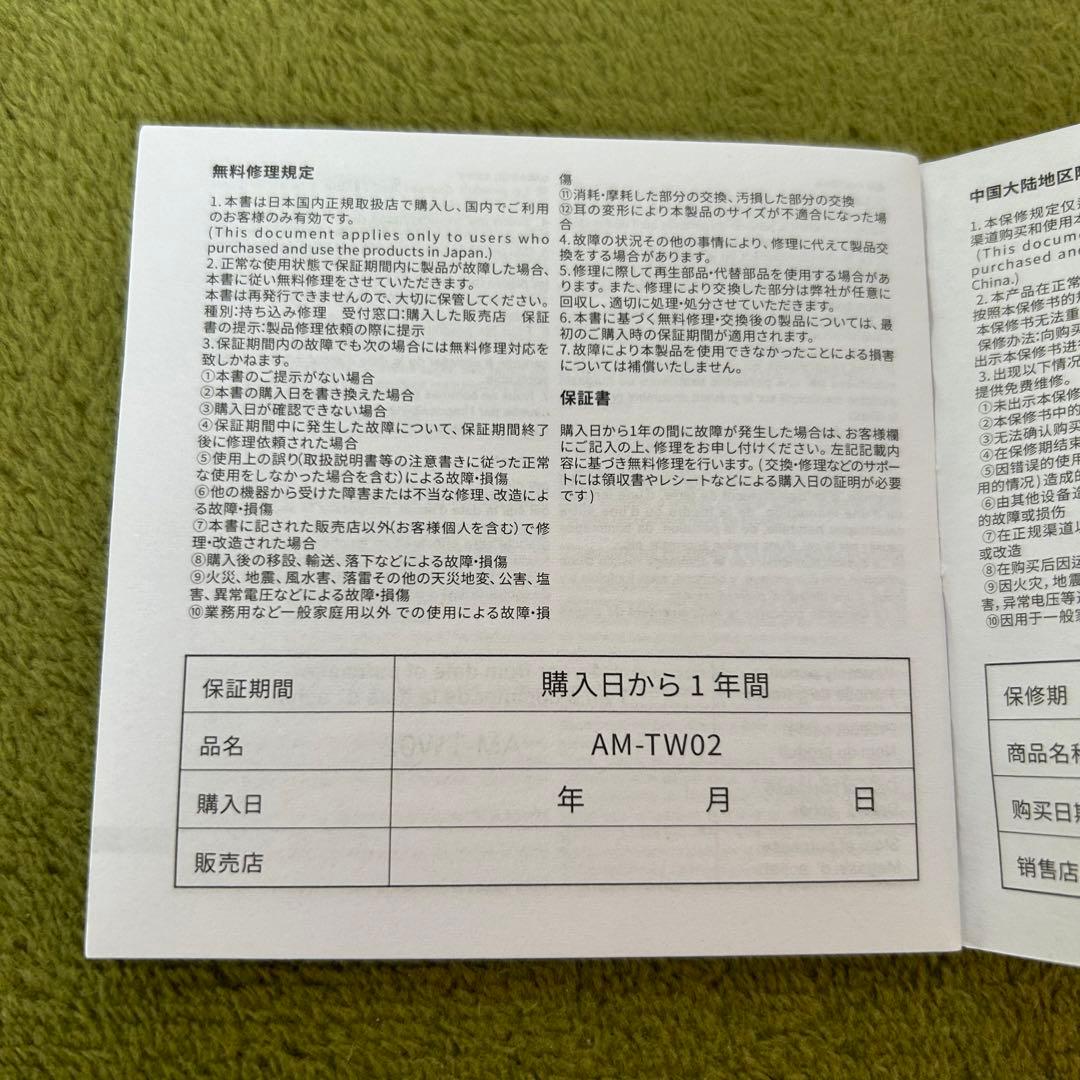 無料修理規定
1. 本書は日本国内正規取扱店で購入し、国内でご利用
のお客様のみ有効です。
(This document applies only to users who
purchased and use the products in Japan.)
2. 正常な使用状態で保証期間内に製品が故障した場合、
本書に従い無料修理をさせていただきます。
本書は再発行できませんので、大切に保管してください。
種別:持ち込み修理　受付窓口:購入した販売店　保証
書の提示:製品修理依頼の際に提示
3. 保証期間内の故障でも次の場合には無料修理対応を
致しかねます。
①本書のご提示がない場合
②本書の購入日を書き換えた場合
③購入日が確認できない場合
④保証期間中に発生した故障について、保証期間終了
後に修理依頼された場合
⑤使用上の誤り(取扱説明書等の注意書きに従った正常
な使用をしなかった場合を含む)による故障・損傷
⑥他の機器から受けた障害または不当な修理、改造によ
る故障・損傷
⑦本書に記された販売店以外(お客様個人を含む)で修
理・改造された場合
⑧購入後の移設、輸送、落下などによる故障・損傷
⑨火災、地震、風水害、落雷その他の天災地変、公害、塩
害、異常電圧などによる故障・損傷
⑩業務用など一般家庭用以外 での使用による故障・損
傷
⑪消耗・摩耗した部分の交換、汚損した部分の交換
⑫耳の変形により本製品のサイズが不適合になった場
合
4. 故障の状況その他の事情により、修理に代えて製品交
換をする場合があります。
5. 修理に際して再生部品・代替部品を使用する場合があ
ります。また、修理により交換した部分は弊社が任意に
回収し、適切に処理・処分させていただきます。
6. 本書に基づく無料修理・交換後の製品については、最
初のご購入時の保証期間が適用されます。
7. 故障により本製品を使用できなかったことによる損害
については補償いたしません。
保証書
購入日から1年の間に故障が発生した場合は、お客様欄
にご記入の上、修理をお申し付けください。左記記載内
容に基づき無料修理を行います。(交換・修理などのサポ
ートには領収書やレシートなどによる購入日の証明が必要
です)
保証期間 購入日から 1 年間
品名 AM-TW02
購入日 年 月 日
販売店
中国大陆地区
1. 本保修规定仅
渠道购买和使用本
(This docum
purchased and
China.)
2. 本产品在正常
按照本保修书的
本保修书无法重
保修办法:向购买
出示本保修书进
3. 出现以下情况
提供免费维修。
①未出示本保修
②本保修书中的
③无法确认购买
④在保修期结束
⑤因错误的使用
用的情况) 造成的
⑥由其他设备造
的故障或损伤
⑦在正规渠道以
或改造
⑧在购买后因运
⑨因火灾, 地震
害, 异常电压等
⑩因用于一般家
保修期
商品名称
购买日期
销售店